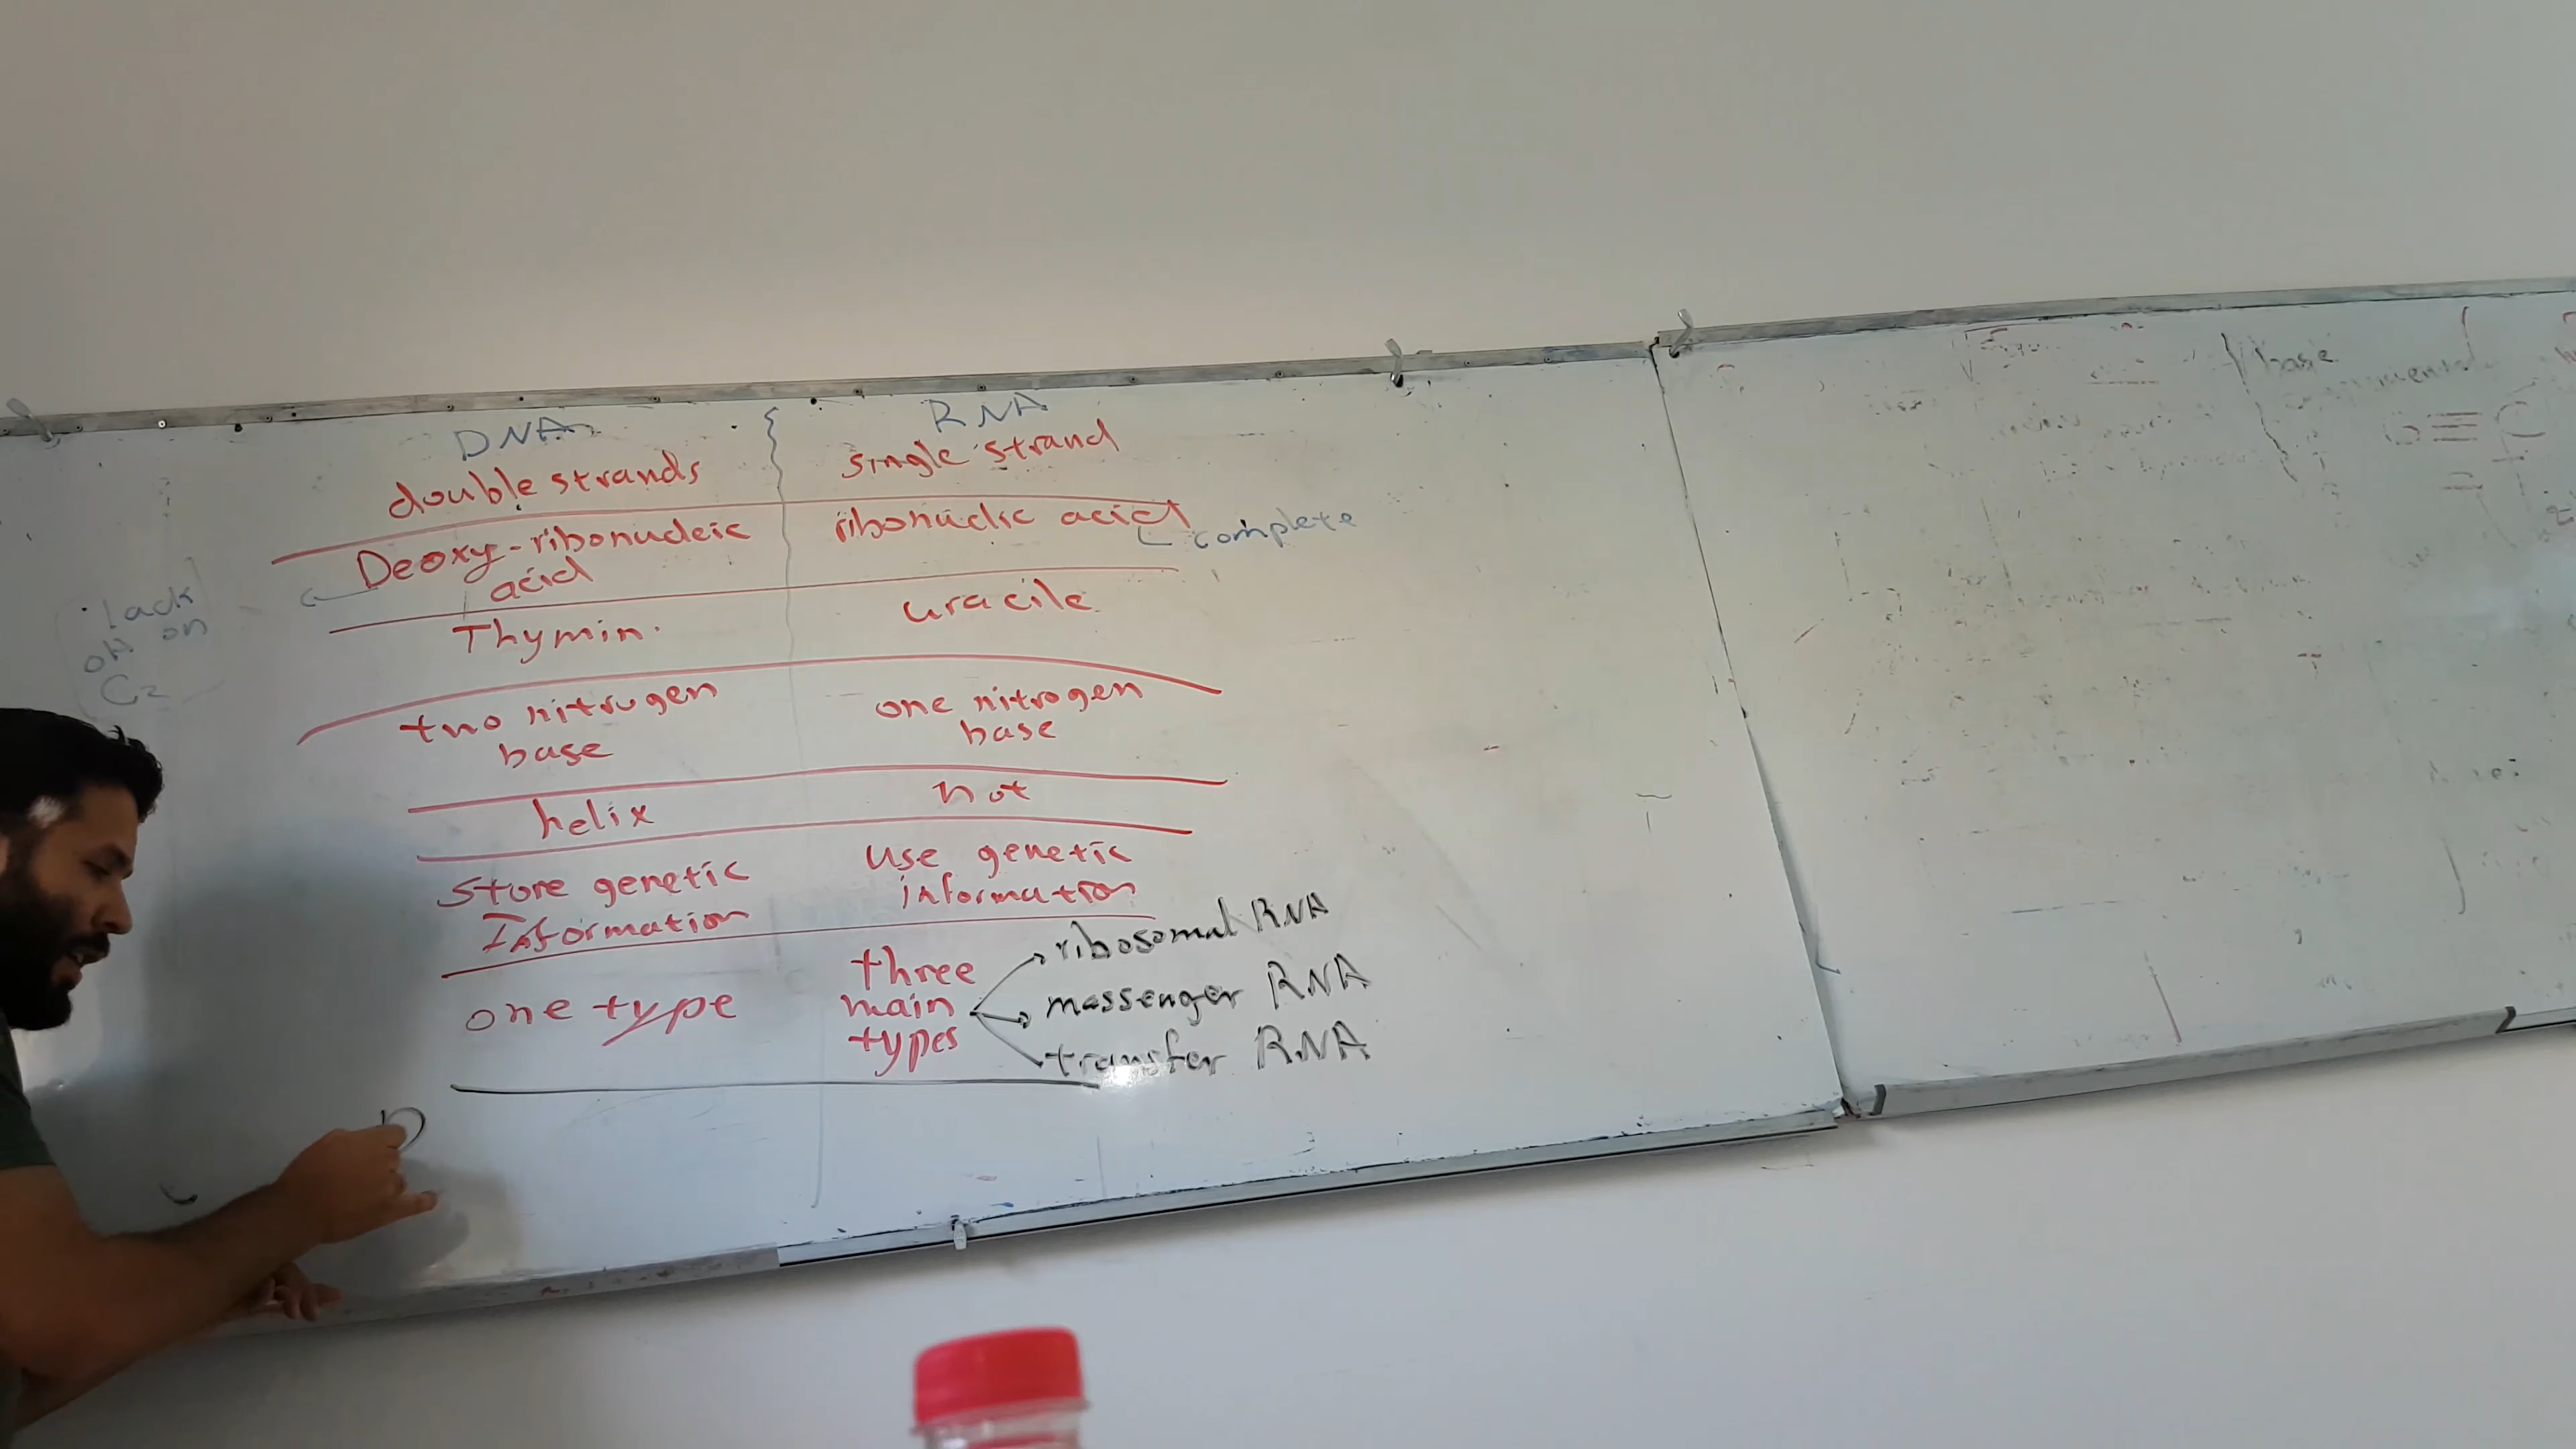 DNA
RNA
double strands
single strand
Deoxy-ribonucleic
acid
ribonuclic acid
complete
lack
OH on
C2
Thymin.
uracile
two nitrogen
base
one nitrogen
base
helix
not
Store genetic
Information
use genetic
information
one type
three
main
types
ribosomal RNA
massenger RNA
transfer RNA
D
base
G≡C